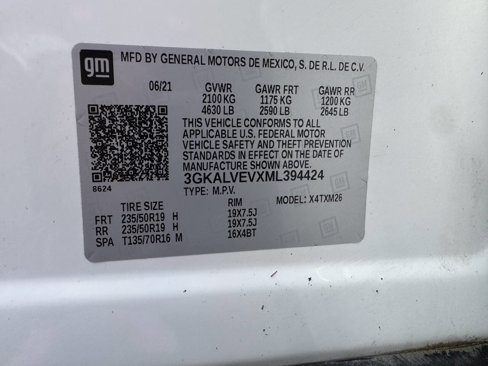 gm MFD BY GENERAL MOTORS DE MEXICO, S. DE R.L. DE C.V.
06/21 GVWR GAWR FRT GAWR RR
2100 KG 1175 KG 1200 KG
4630 LB 2590 LB 2645 LB
THIS VEHICLE CONFORMS TO ALL
APPLICABLE U.S. FEDERAL MOTOR
VEHICLE SAFETY AND THEFT PREVENTION
STANDARDS IN EFFECT ON THE DATE OF
MANUFACTURE SHOWN ABOVE.
3GKALVEVXML394424
8624 TYPE: M.P.V. MODEL: X4TXM26
TIRE SIZE RIM
FRT 235/50R19 H 19X7.5J
RR 235/50R19 H 19X7.5J
SPA T135/70R16 M 16X4BT